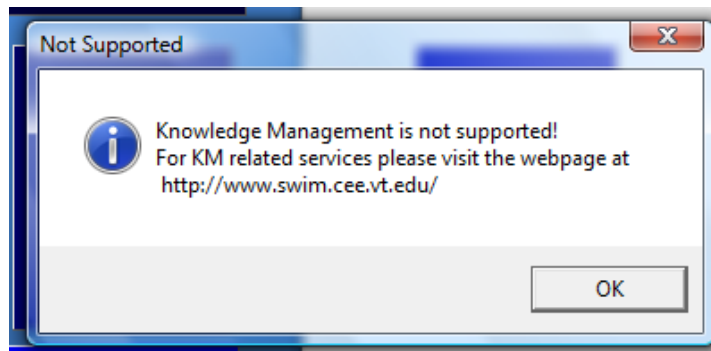 Not Supported
Knowledge Management is not supported!
For KM related services please visit the webpage at
http://www.swim.cee.vt.edu/
OK